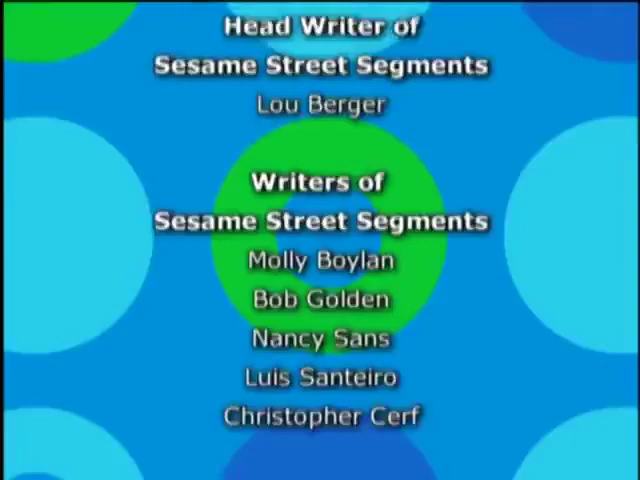 Head Writer of
Sesame Street Segments
Lou Berger
Writers of
Sesame Street Segments
Molly Boylan
Bob Golden
Nancy Sans
Luis Santeiro
Christopher Cerf